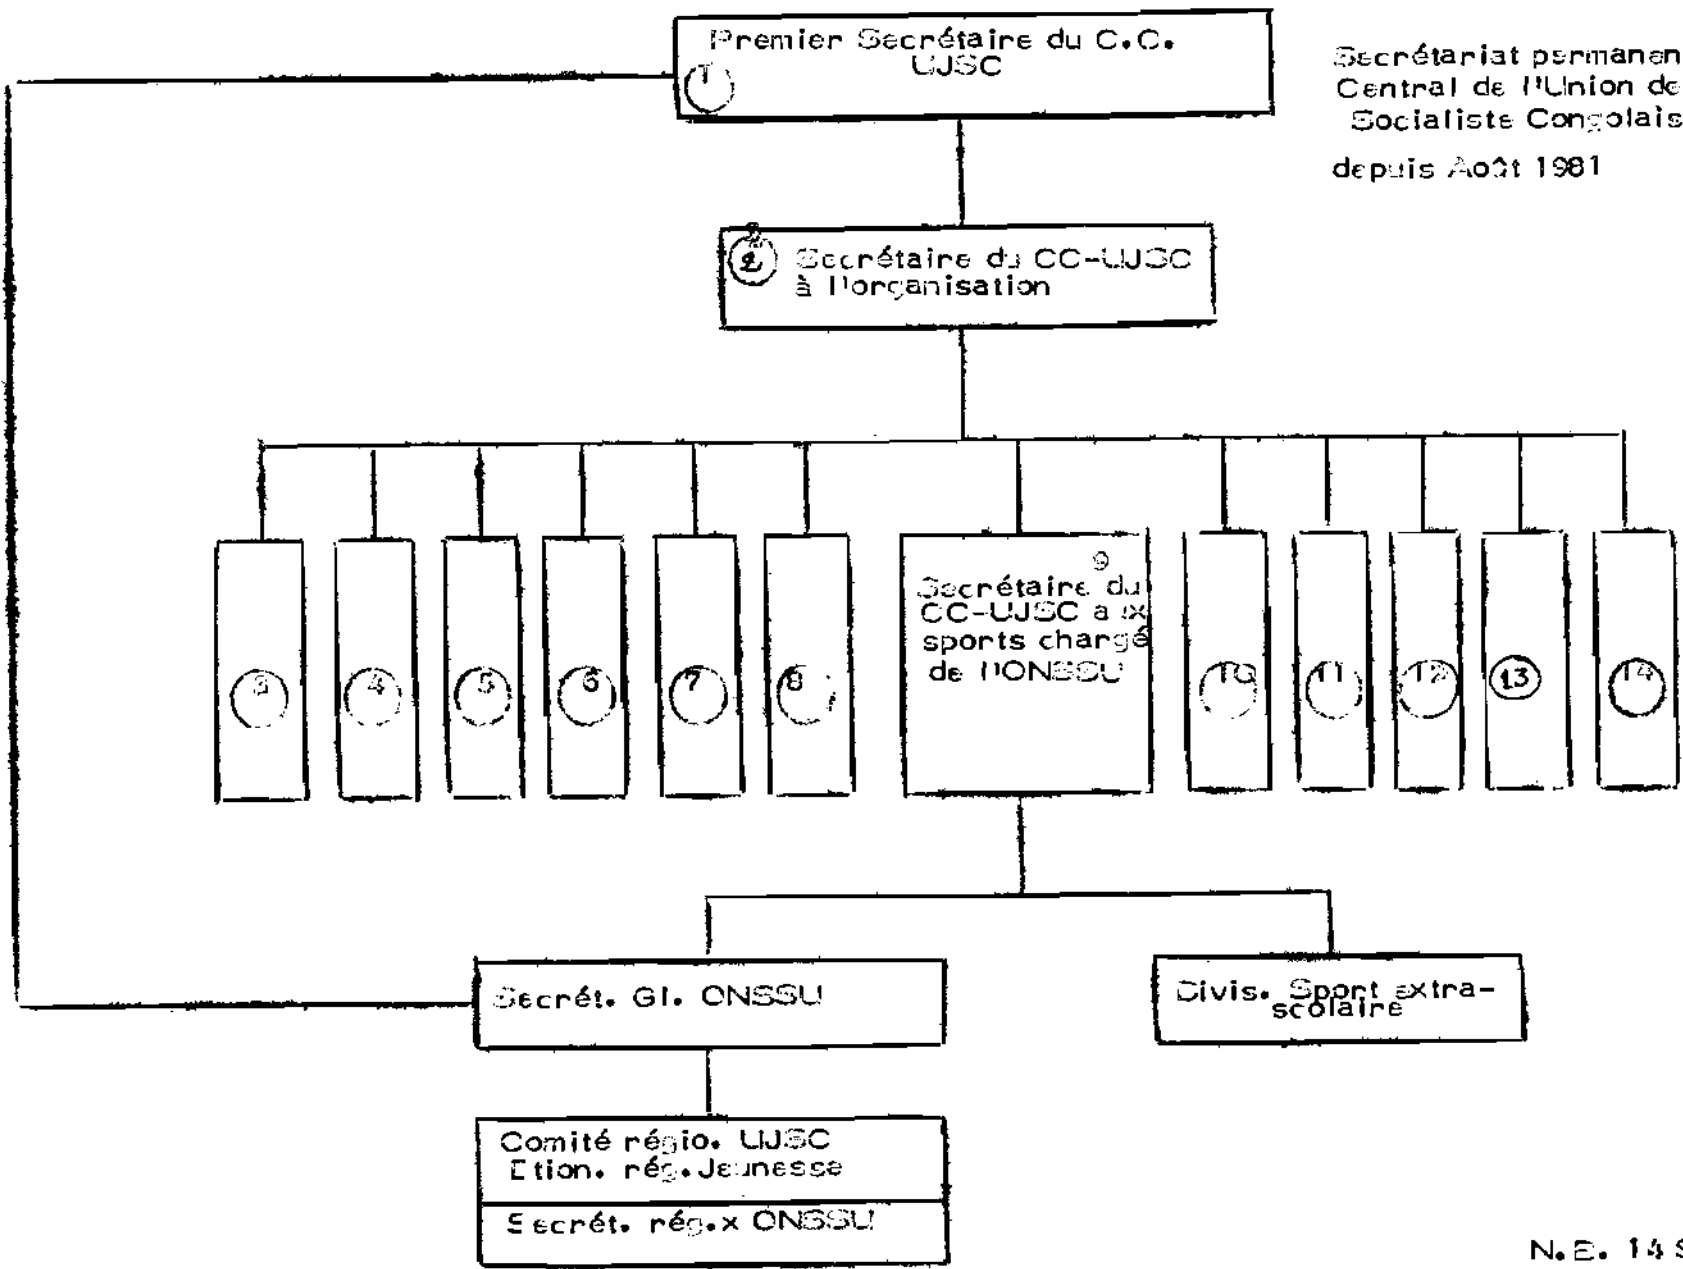 Premier Secrétaire du C.C.
UJSC
1
Secrétariat permanen
Central de l'Union de
Socialiste Congolais
depuis Août 1981
2
Secrétaire du CC-UJSC
à l'organisation
3
4
5
6
7
8
9
Secrétaire du
CC-UJSC aux
sports chargé
de l'ONSSU
10
11
12
13
14
Secrét. Gl. ONSSU
Divis. Sport extra-
scolaire
Comité régio. UJSC
Dtion. rég. Jeunesse
Secrét. rég.x ONSSU
N.B. 14 S